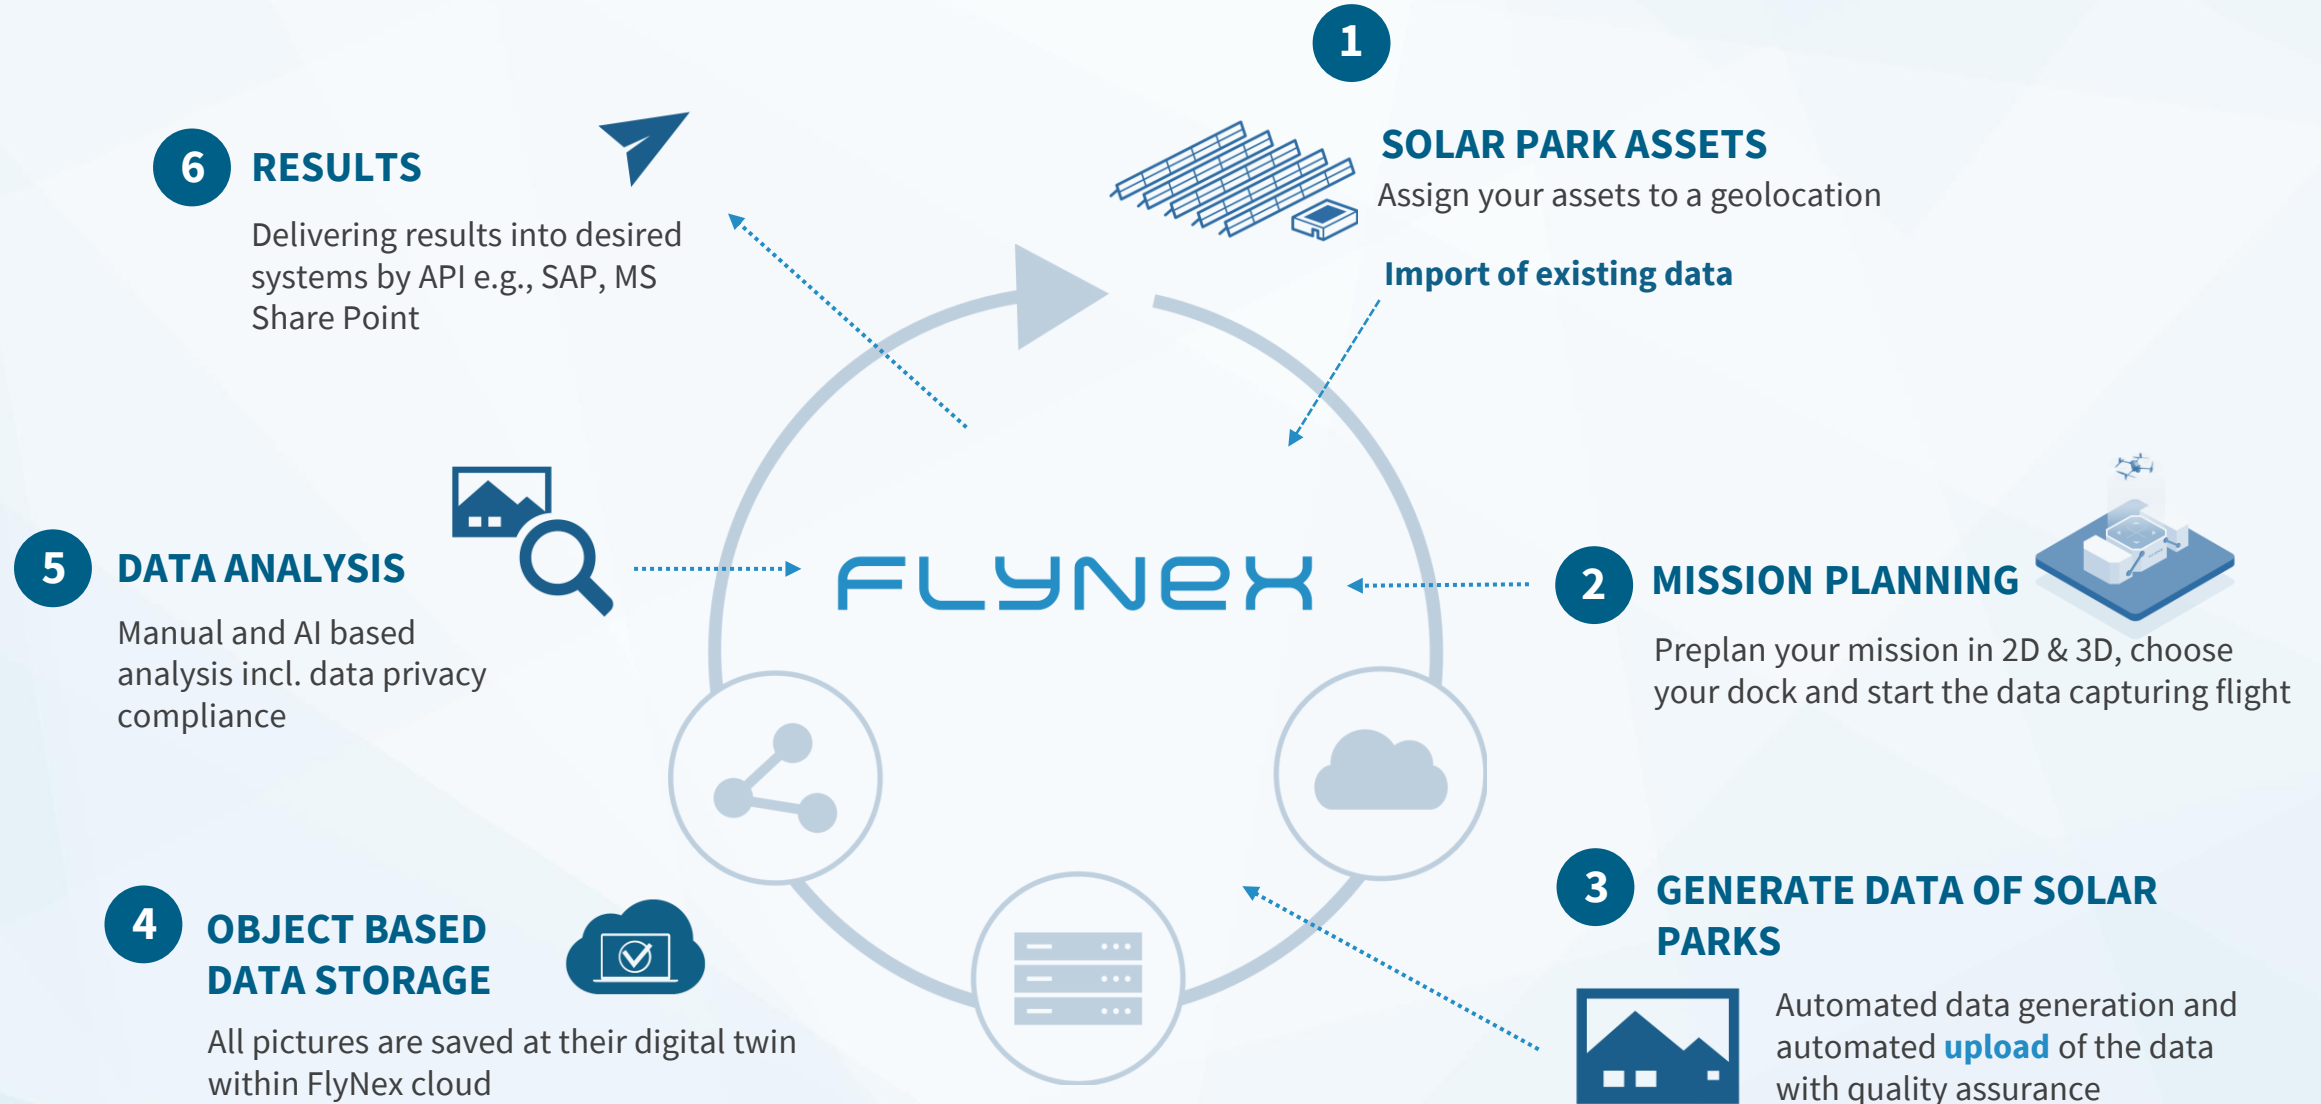 1
SOLAR PARK ASSETS
Assign your assets to a geolocation
Import of existing data
2
MISSION PLANNING
Preplan your mission in 2D & 3D, choose
your dock and start the data capturing flight
3
GENERATE DATA OF SOLAR
PARKS
Automated data generation and
automated upload of the data
with quality assurance
4
OBJECT BASED
DATA STORAGE
All pictures are saved at their digital twin
within FlyNex cloud
5
DATA ANALYSIS
Manual and AI based
analysis incl. data privacy
compliance
6
RESULTS
Delivering results into desired
systems by API e.g., SAP, MS
Share Point
FLYNEX